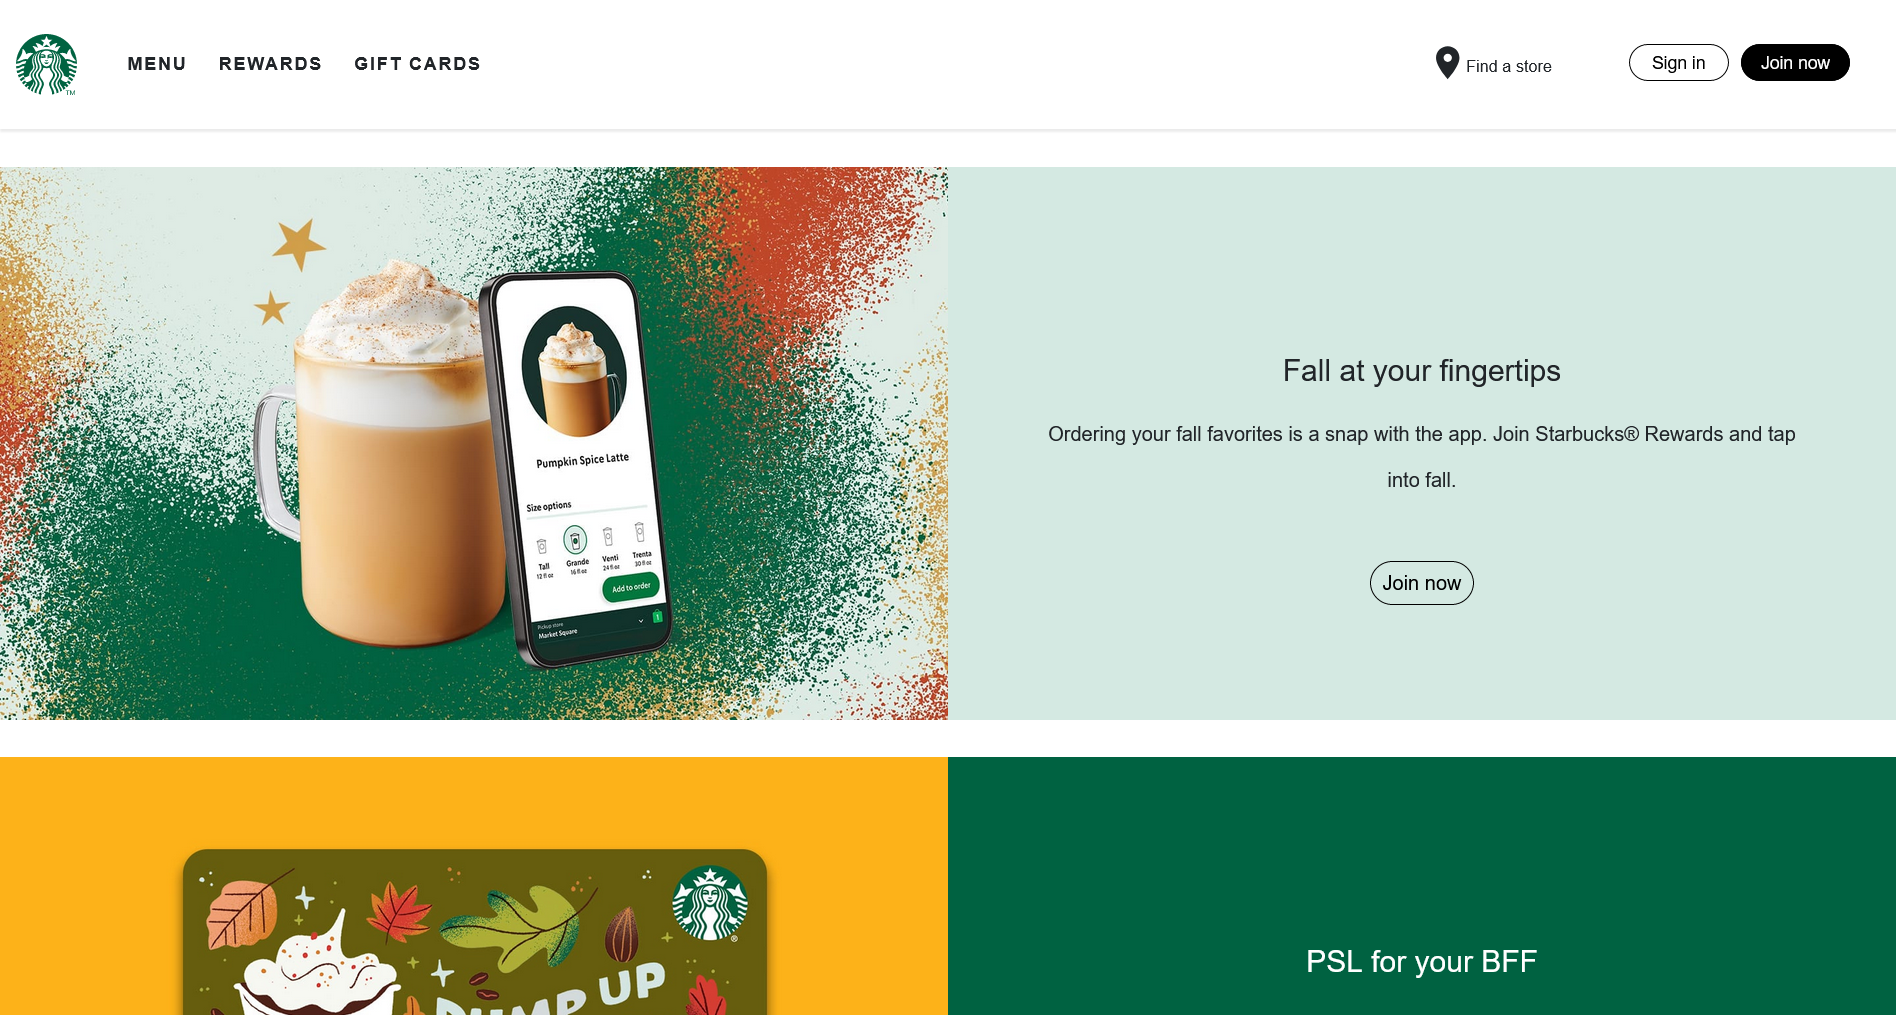 TM
MENU
REWARDS
GIFT CARDS
Find a store
Sign in
Join now
Pumpkin Spice Latte
Size options
Tall
12 fl oz
Grande
16 fl oz
Venti
24 fl oz
Trenta
30 fl oz
Add to order
Pickup store
Market Square
1
Fall at your fingertips
Ordering your fall favorites is a snap with the app. Join Starbucks® Rewards and tap
into fall.
Join now
®
PUMP UP
PSL for your BFF